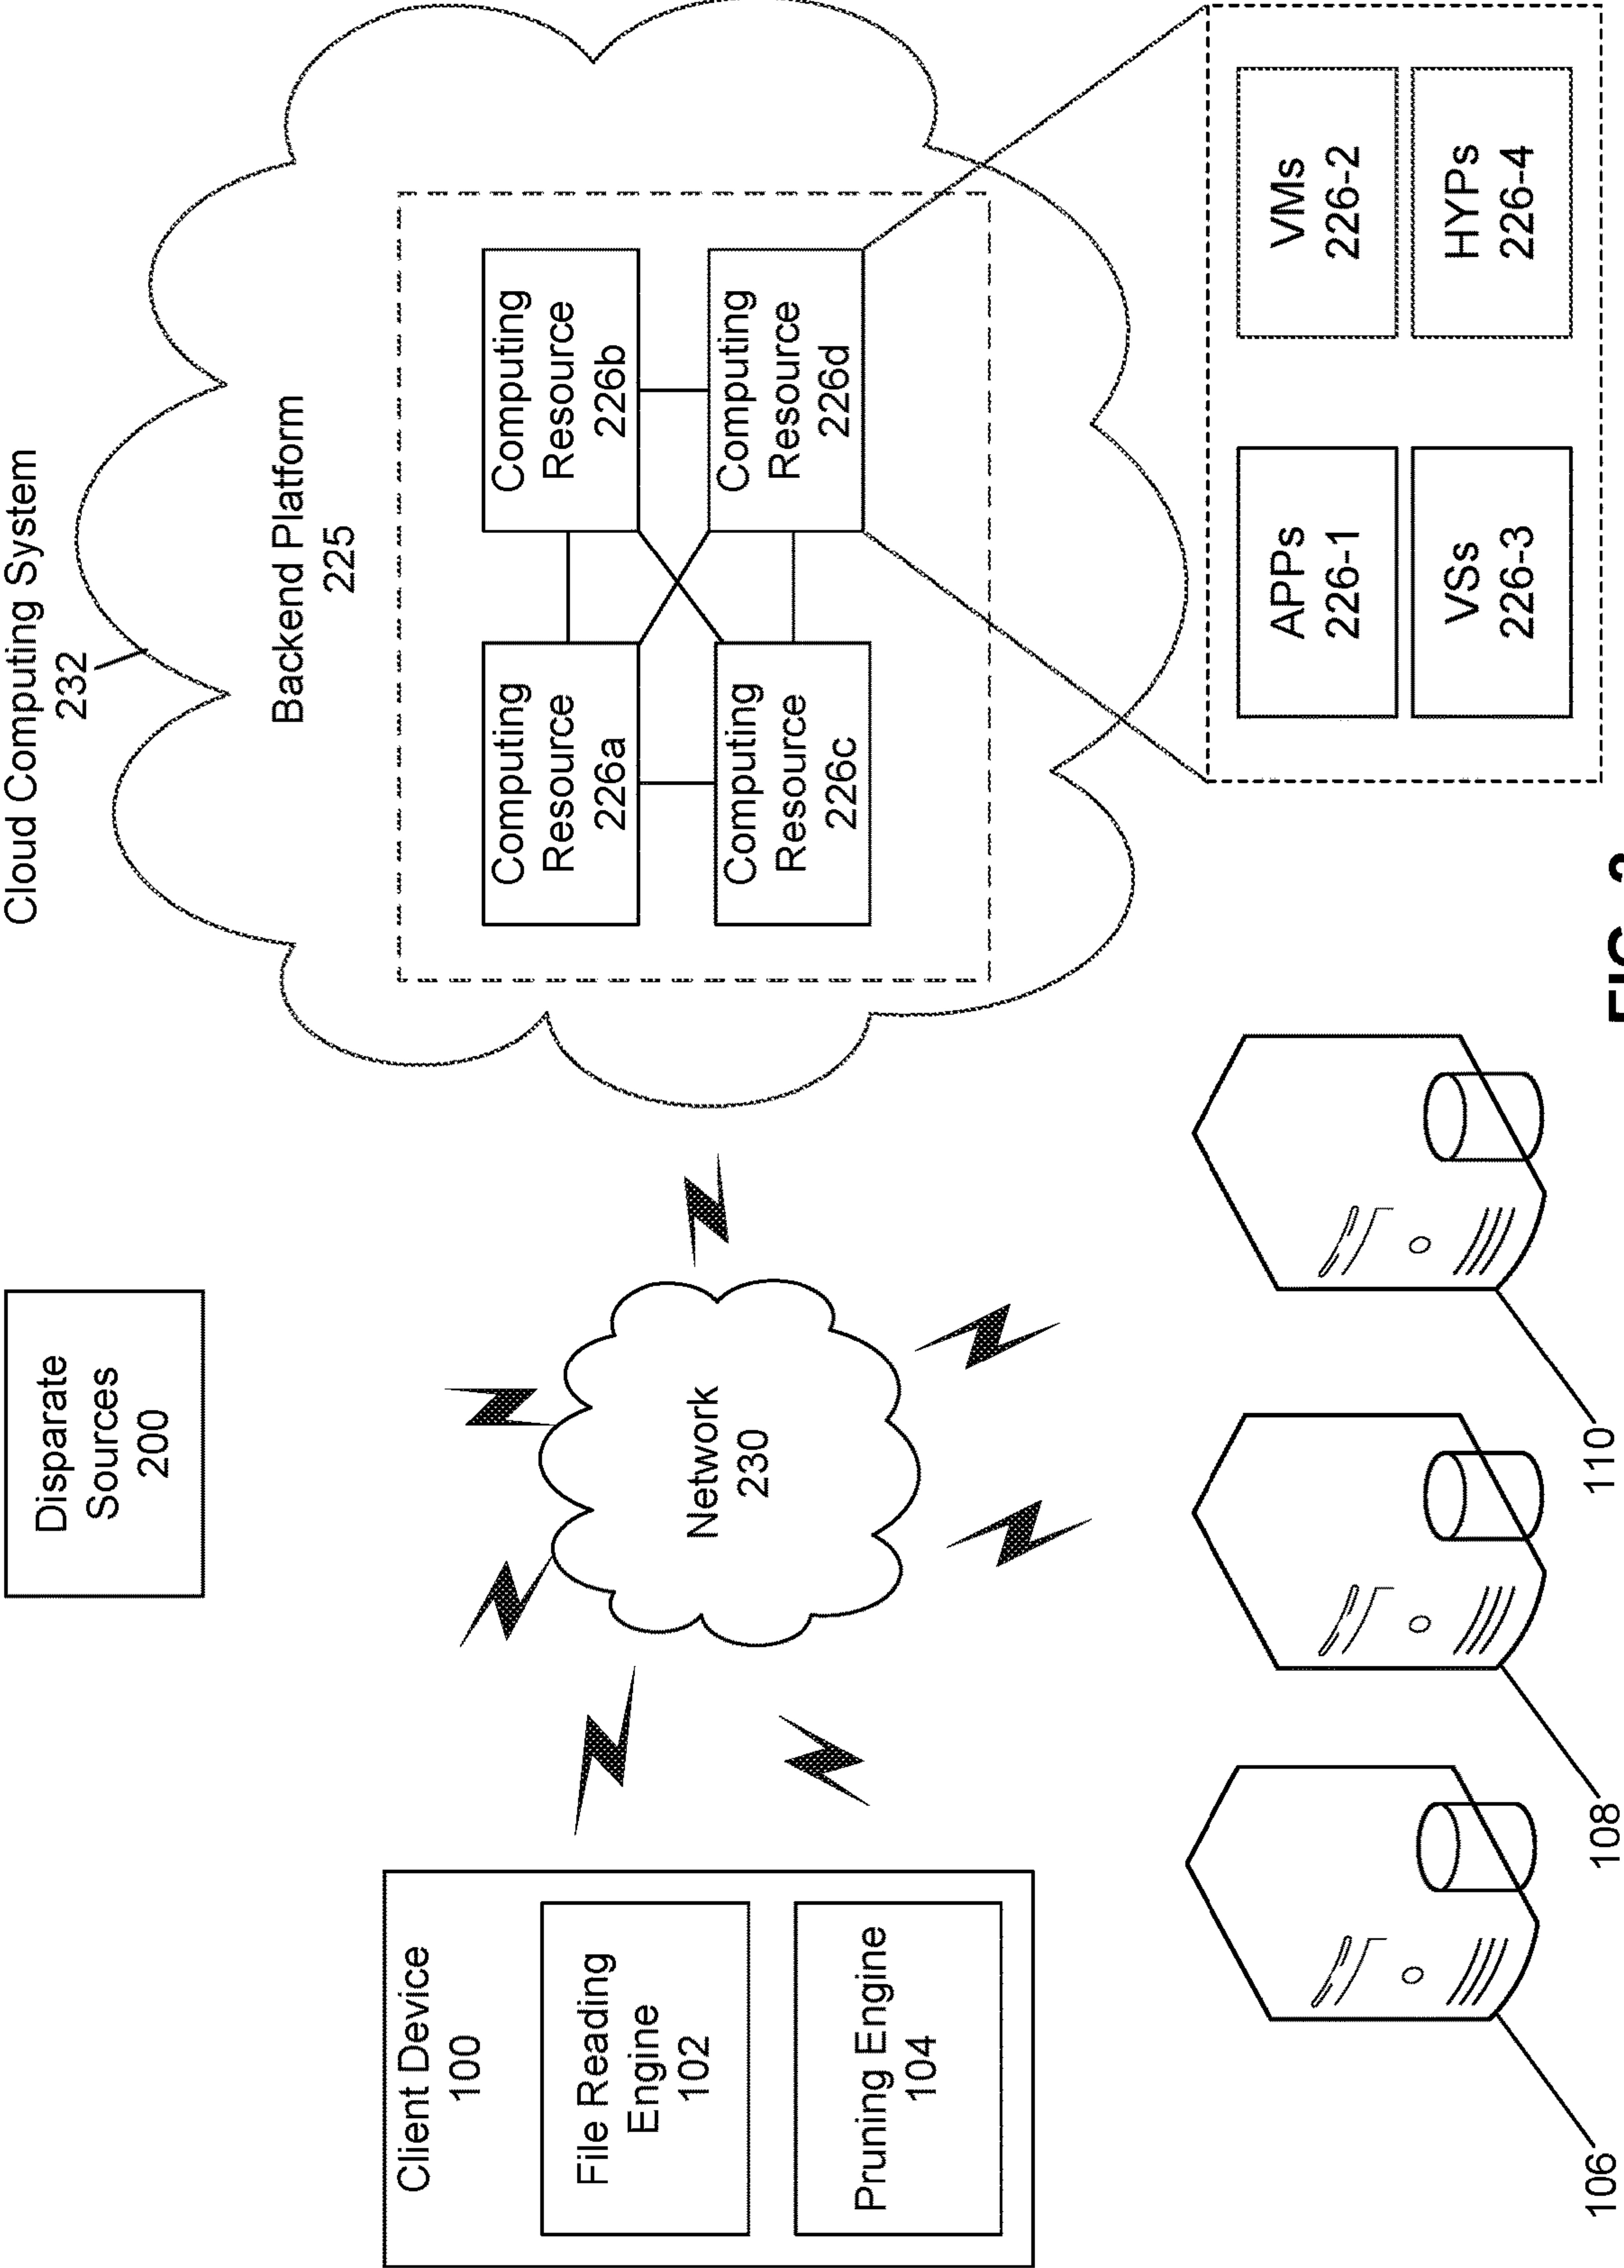 Cloud Computing System
232
Disparate
Sources
200
Backend Platform
225
Client Device
100
File Reading
Engine
102
Pruning Engine
104
Network
230
Computing
Resource
226a
Computing
Resource
226b
Computing
Resource
226c
Computing
Resource
226d
APPs
226-1
VMs
226-2
VSs
226-3
HYPs
226-4
106
108
110
FIG.